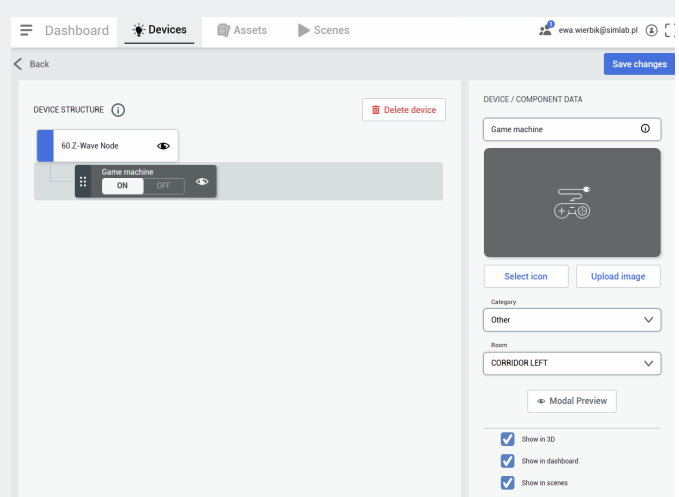 Dashboard
Devices
Assets
Scenes
ewa.wierbik@simlab.pl
Back
Save changes
DEVICE STRUCTURE
Delete device
60 Z-Wave Node
Game machine
ON OFF
DEVICE / COMPONENT DATA
Game machine
Select icon
Upload image
Category
Other
Room
CORRIDOR LEFT
Modal Preview
Show in 3D
Show in dashboard
Show in scenes